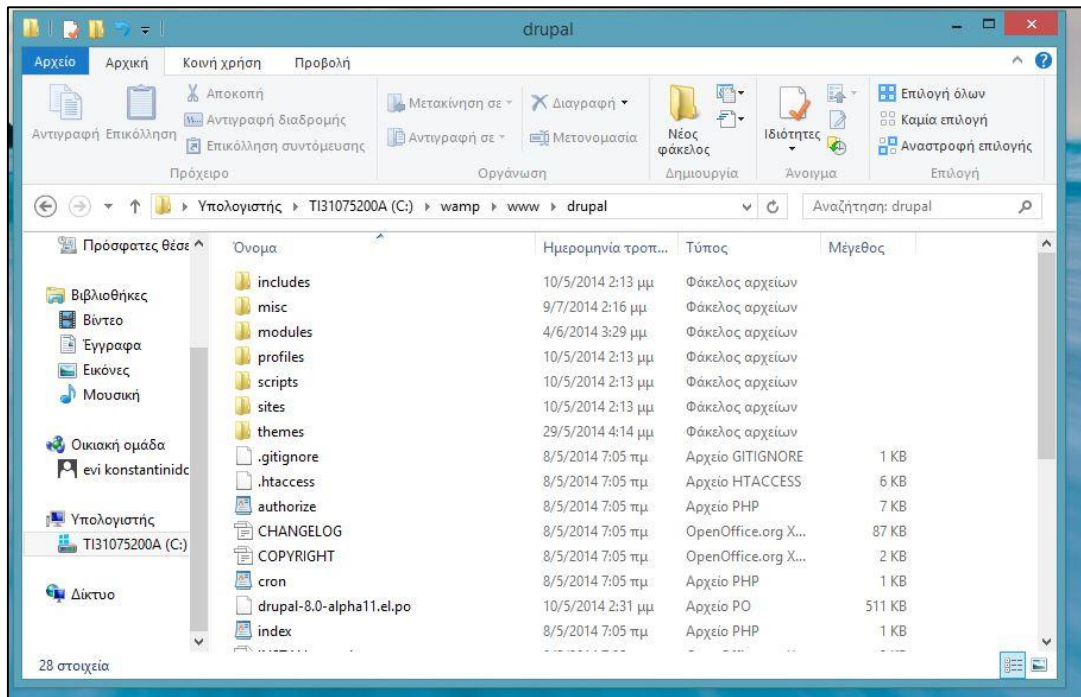 drupal
Αρχείο Αρχική Κοινή χρήση Προβολή
Αντιγραφή Επικόλληση Αποκοπή Αντιγραφή διαδρομής Επικόλληση συντόμευσης
Μετακίνηση σε Αντιγραφή σε Διαγραφή Μετονομασία
Νέος φάκελος Ιδιότητες
Επιλογή όλων
Καμία επιλογή
Αναστροφή επιλογής
Πρόχειρο Οργάνωση Δημιουργία Άνοιγμα Επιλογή
Υπολογιστής TI31075200A (C:) wamp www drupal Αναζήτηση: drupal
Πρόσφατες θέσε
Βιβλιοθήκες
Βίντεο
Έγγραφα
Εικόνες
Μουσική
Οικιακή ομάδα
evi konstantinidc
Υπολογιστής
TI31075200A (C:)
Δίκτυο
Όνομα Ημερομηνία τροπ... Τύπος Μέγεθος
includes 10/5/2014 2:13 μμ Φάκελος αρχείων
misc 9/7/2014 2:16 μμ Φάκελος αρχείων
modules 4/6/2014 3:29 μμ Φάκελος αρχείων
profiles 10/5/2014 2:13 μμ Φάκελος αρχείων
scripts 10/5/2014 2:13 μμ Φάκελος αρχείων
sites 10/5/2014 2:13 μμ Φάκελος αρχείων
themes 29/5/2014 4:14 μμ Φάκελος αρχείων
.gitignore 8/5/2014 7:05 πμ Αρχείο GITIGNORE 1 KB
.htaccess 8/5/2014 7:05 πμ Αρχείο HTACCESS 6 KB
authorize 8/5/2014 7:05 πμ Αρχείο PHP 7 KB
CHANGELOG 8/5/2014 7:05 πμ OpenOffice.org X... 87 KB
COPYRIGHT 8/5/2014 7:05 πμ OpenOffice.org X... 2 KB
cron 8/5/2014 7:05 πμ Αρχείο PHP 1 KB
drupal-8.0-alpha11.el.po 10/5/2014 2:31 μμ Αρχείο PO 511 KB
index 8/5/2014 7:05 πμ Αρχείο PHP 1 KB
28 στοιχεία